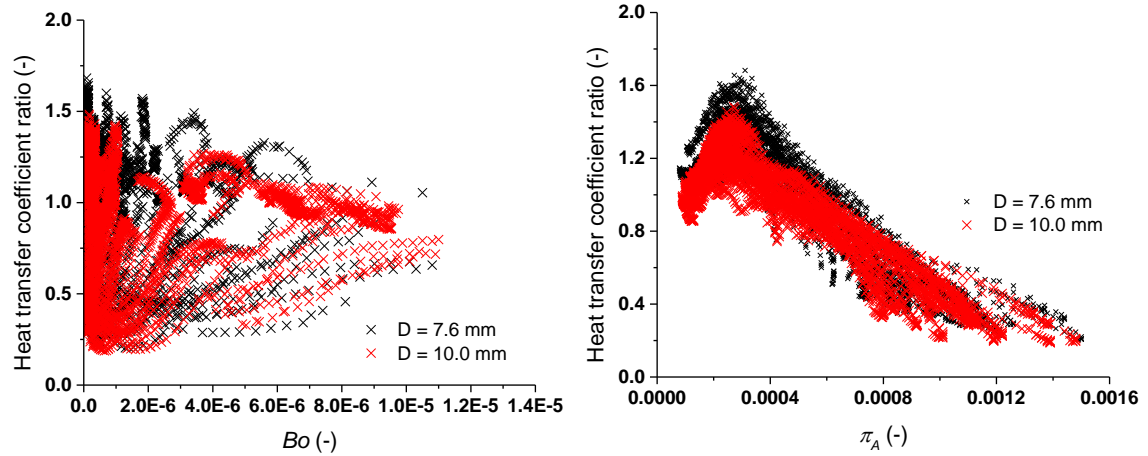 Heat transfer coefficient ratio (-)
2.0
1.5
1.0
0.5
0.0
× D = 7.6 mm
× D = 10.0 mm
0.0 2.0E-6 4.0E-6 6.0E-6 8.0E-6 1.0E-5 1.2E-5 1.4E-5
Bo (-)
Heat transfer coefficient ratio (-)
2.0
1.6
1.2
0.8
0.4
0.0
× D = 7.6 mm
× D = 10.0 mm
0.0000 0.0004 0.0008 0.0012 0.0016
π_A (-)